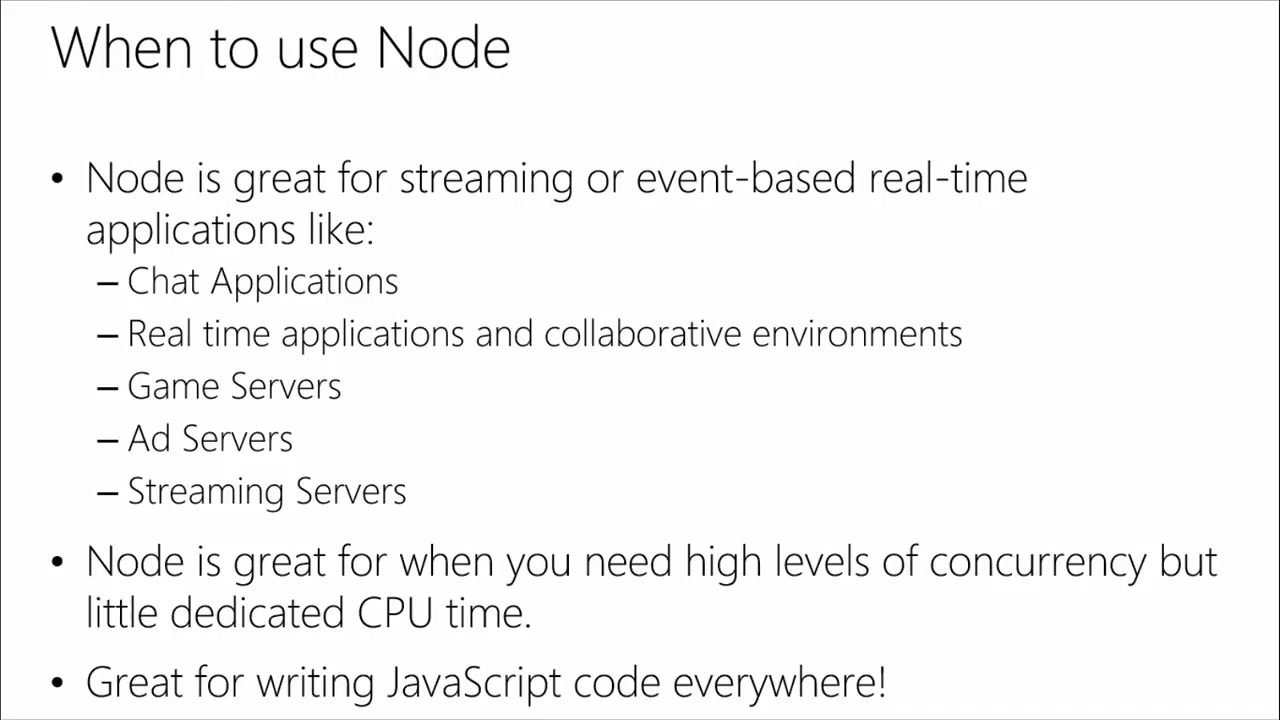 When to use Node
• Node is great for streaming or event-based real-time
applications like:
– Chat Applications
– Real time applications and collaborative environments
– Game Servers
– Ad Servers
– Streaming Servers
• Node is great for when you need high levels of concurrency but
little dedicated CPU time.
• Great for writing JavaScript code everywhere!